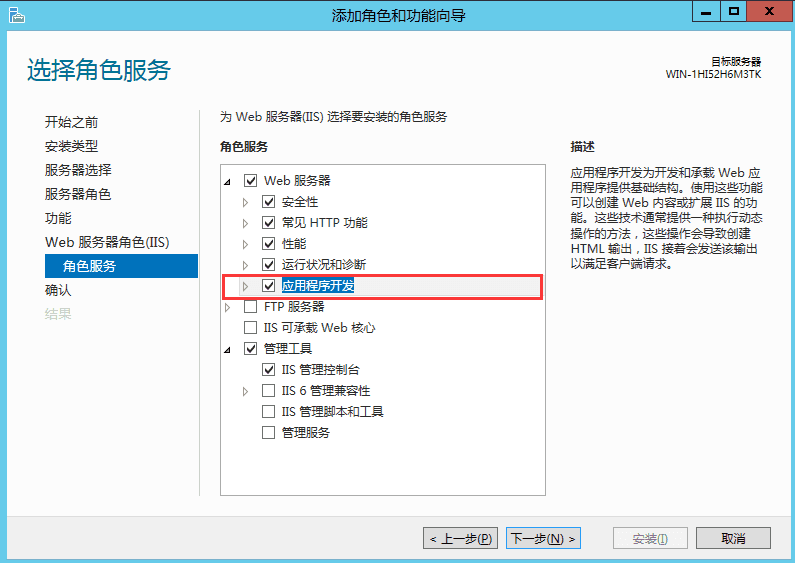 添加角色和功能向导
选择角色服务
目标服务器
WIN-1HI52H6M3TK
开始之前
安装类型
服务器选择
服务器角色
功能
Web 服务器角色(IIS)
角色服务
确认
结果
为 Web 服务器(IIS) 选择要安装的角色服务
角色服务
Web 服务器
安全性
常见 HTTP 功能
性能
运行状况和诊断
应用程序开发
FTP 服务器
IIS 可承载 Web 核心
管理工具
IIS 管理控制台
IIS 6 管理兼容性
IIS 管理脚本和工具
管理服务
描述
应用程序开发为开发和承载 Web 应
用程序提供基础结构。使用这些功能
可以创建 Web 内容或扩展 IIS 的功
能。这些技术通常提供一种执行动态
操作的方法，这些操作会导致创建
HTML 输出，IIS 接着会发送该输出
以满足客户端请求。
< 上一步(P)
下一步(N) >
安装(I)
取消